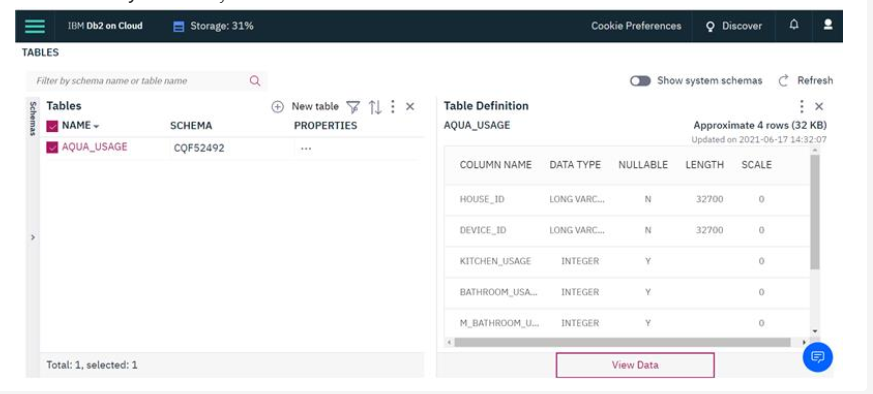 IBM Db2 on Cloud
Storage: 31%
Cookie Preferences
Discover
TABLES
Filter by schema name or table name
Show system schemas
Refresh
Schemas
Tables
New table
NAME
SCHEMA
PROPERTIES
AQUA_USAGE
CQF52492
...
Total: 1, selected: 1
Table Definition
AQUA_USAGE
Approximate 4 rows (32 KB)
Updated on 2021-06-17 14:32:07
COLUMN NAME DATA TYPE NULLABLE LENGTH SCALE
HOUSE_ID LONG VARC... N 32700 0
DEVICE_ID LONG VARC... N 32700 0
KITCHEN_USAGE INTEGER Y 0
BATHROOM_USA... INTEGER Y 0
M_BATHROOM_U... INTEGER Y 0
View Data